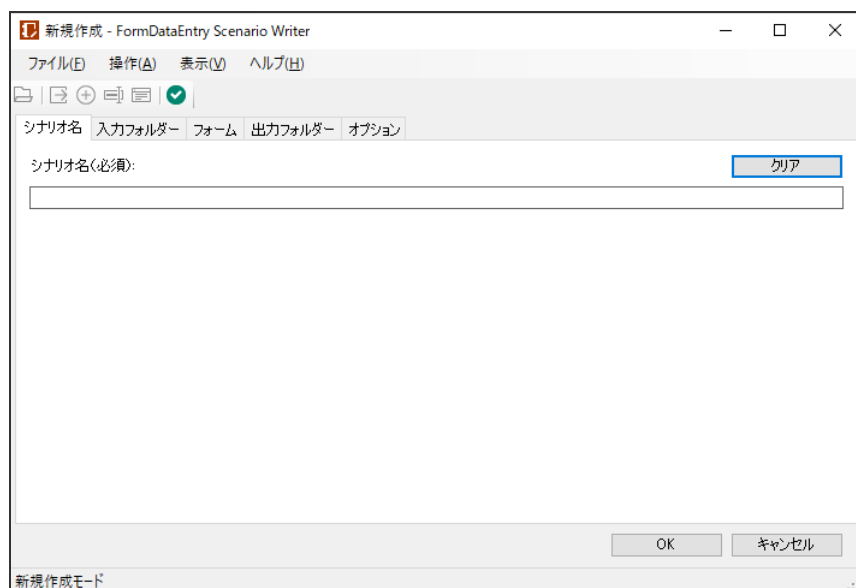 新規作成 - FormDataEntry Scenario Writer
ファイル(F) 操作(A) 表示(V) ヘルプ(H)
シナリオ名 入力フォルダー フォーム 出力フォルダー オプション
シナリオ名(必須): クリア
OK キャンセル
新規作成モード